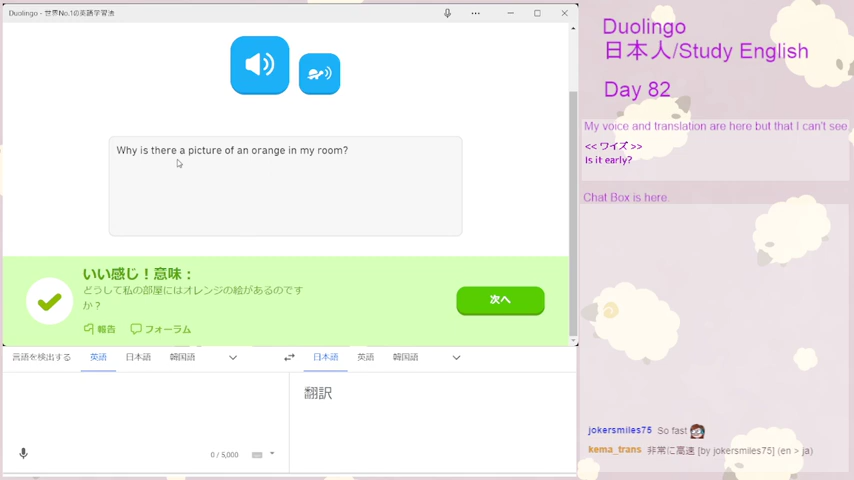 Duolingo - 世界No.1の英語学習法
Why is there a picture of an orange in my room?
いい感じ！意味：
どうして私の部屋にはオレンジの絵があるのです
か？
報告 フォーラム
次へ
言語を検出する 英語 日本語 韓国語 日本語 英語 韓国語
翻訳
0 / 5,000
Duolingo
日本人/Study English
Day 82
My voice and translation are here but that I can't see
<< ワイズ >>
Is it early?
Chat Box is here.
jokersmiles75 So fast
kema_trans 非常に高速 [by jokersmiles75] (en > ja)